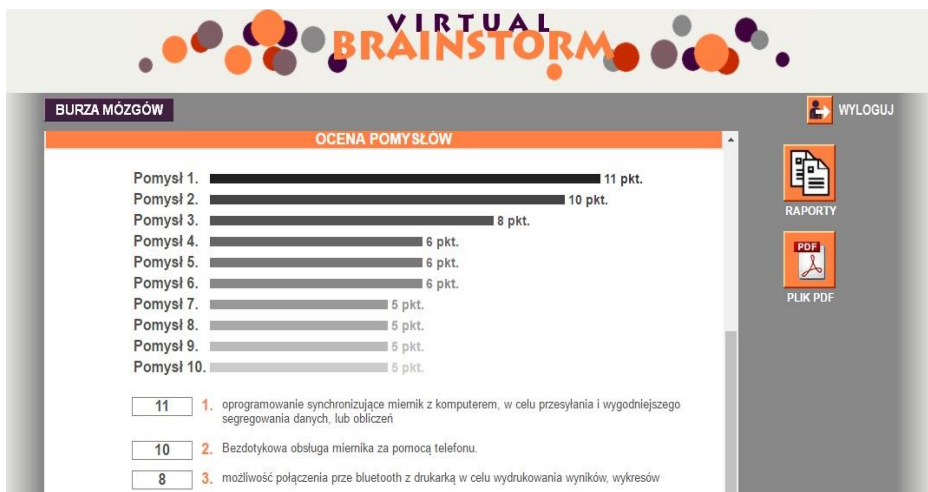 VIRTUAL
BRAINSTORM
BURZA MÓZGÓW
WYLOGUJ
OCENA POMYSŁÓW
Pomysł 1. 11 pkt.
Pomysł 2. 10 pkt.
Pomysł 3. 8 pkt.
Pomysł 4. 6 pkt.
Pomysł 5. 6 pkt.
Pomysł 6. 6 pkt.
Pomysł 7. 5 pkt.
Pomysł 8. 5 pkt.
Pomysł 9. 5 pkt.
Pomysł 10. 5 pkt.
RAPORTY
PDF
PLIK PDF
11 1. oprogramowanie synchronizujące miernik z komputerem, w celu przesyłania i wygodniejszego
segregowania danych, lub obliczeń
10 2. Bezdotykowa obsługa miernika za pomocą telefonu.
8 3. możliwość połączenia prze bluetooth z drukarką w celu wydrukowania wyników, wykresów